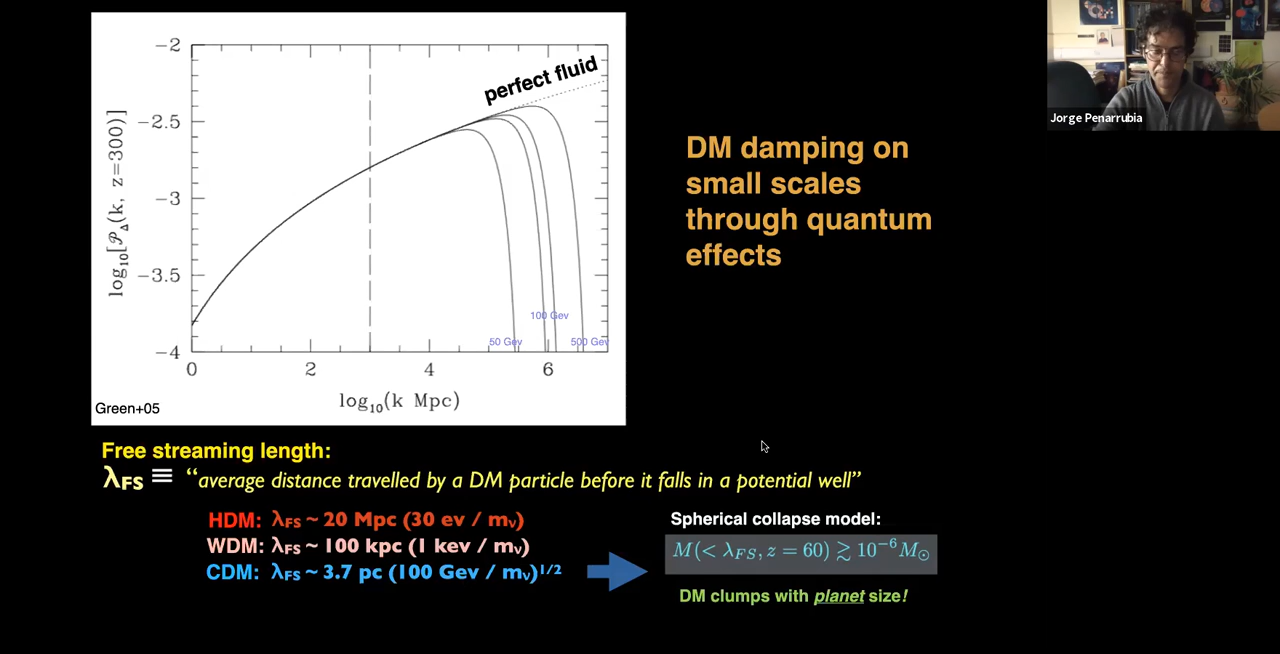 −2
−2.5
−3
−3.5
−4
log₁₀[𝒫_Δ(k, z=300)]
perfect fluid
100 Gev
50 Gev
500 Gev
0
2
4
6
log₁₀(k Mpc)
Green+05
DM damping on
small scales
through quantum
effects
Jorge Penarrubia
Free streaming length:
λFS ≡ “average distance travelled by a DM particle before it falls in a potential well”
HDM: λFS ~ 20 Mpc (30 ev / mν)
WDM: λFS ~ 100 kpc (1 kev / mν)
CDM: λFS ~ 3.7 pc (100 Gev / mν)¹/²
Spherical collapse model:
M(< λ_FS, z = 60) ≳ 10⁻⁶ M⊙
DM clumps with planet size!